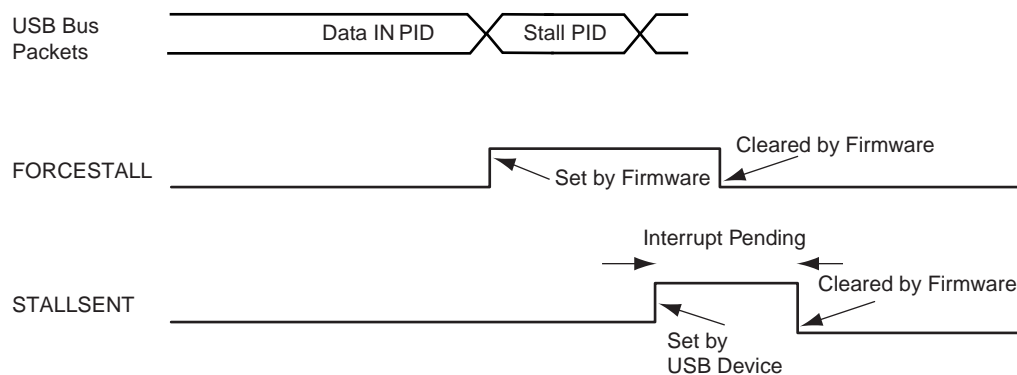 USB Bus
Packets
Data IN PID
Stall PID
FORCESTALL
Set by Firmware
Cleared by Firmware
Interrupt Pending
STALLSENT
Cleared by Firmware
Set by
USB Device